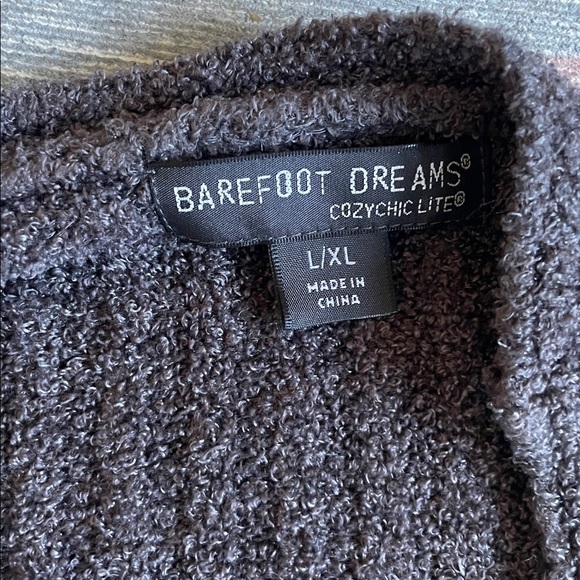 BAREFOOT DREAMS®
COZYCHIC LITE®
L/XL
MADE IN
CHINA